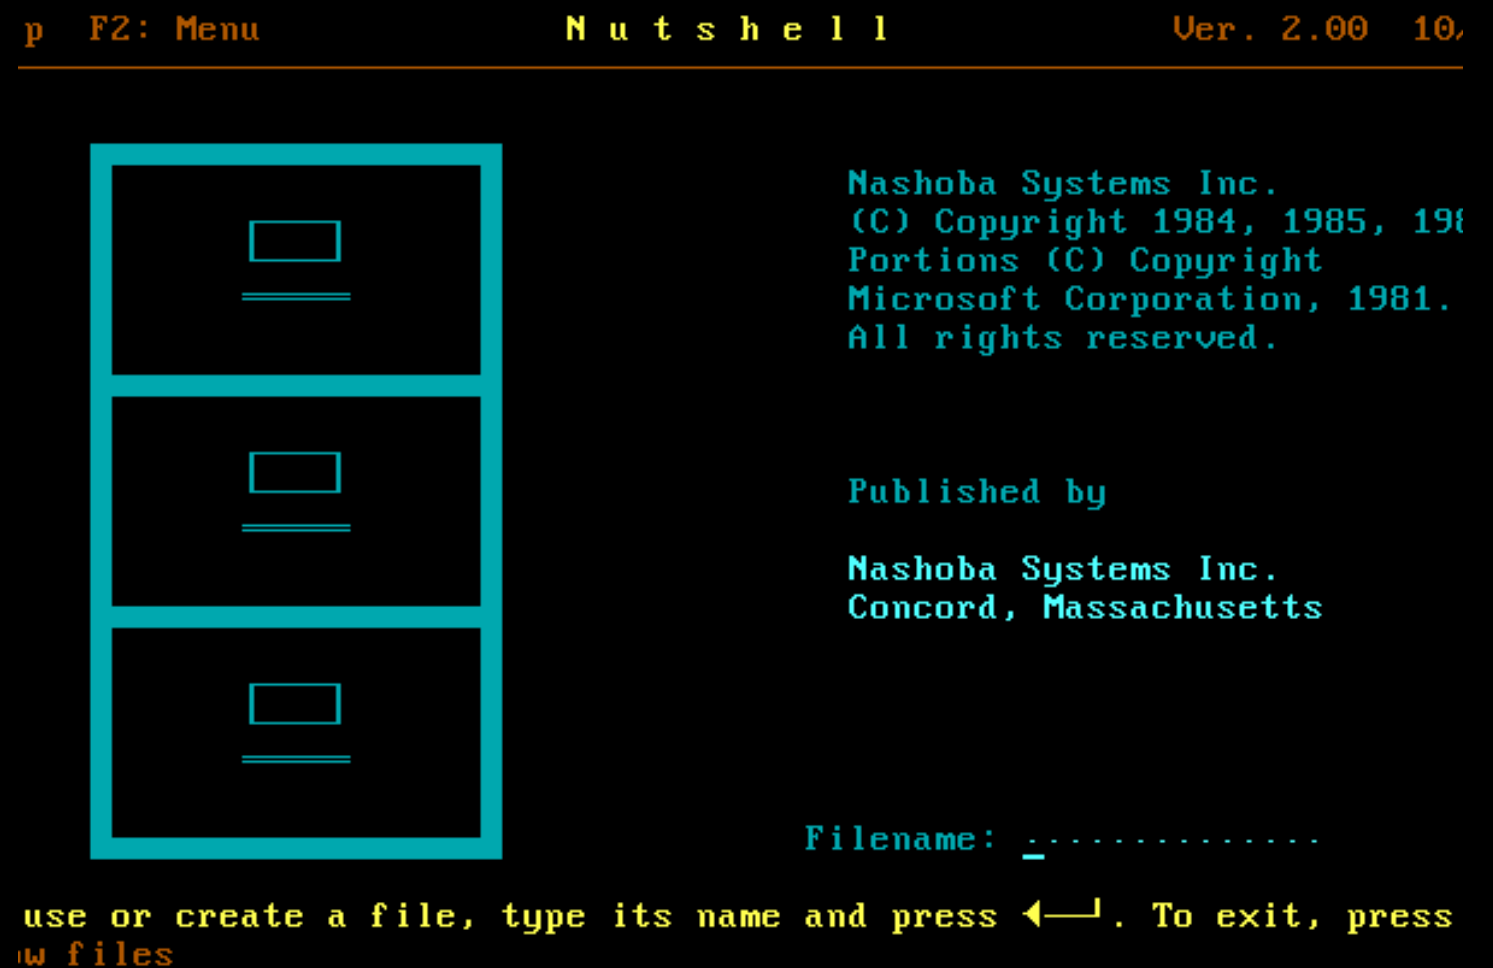 p F2: Menu N u t s h e l l Ver. 2.00 10/
Nashoba Systems Inc.
(C) Copyright 1984, 1985, 198
Portions (C) Copyright
Microsoft Corporation, 1981.
All rights reserved.
Published by
Nashoba Systems Inc.
Concord, Massachusetts
Filename:
use or create a file, type its name and press ◄─┘. To exit, press
w files